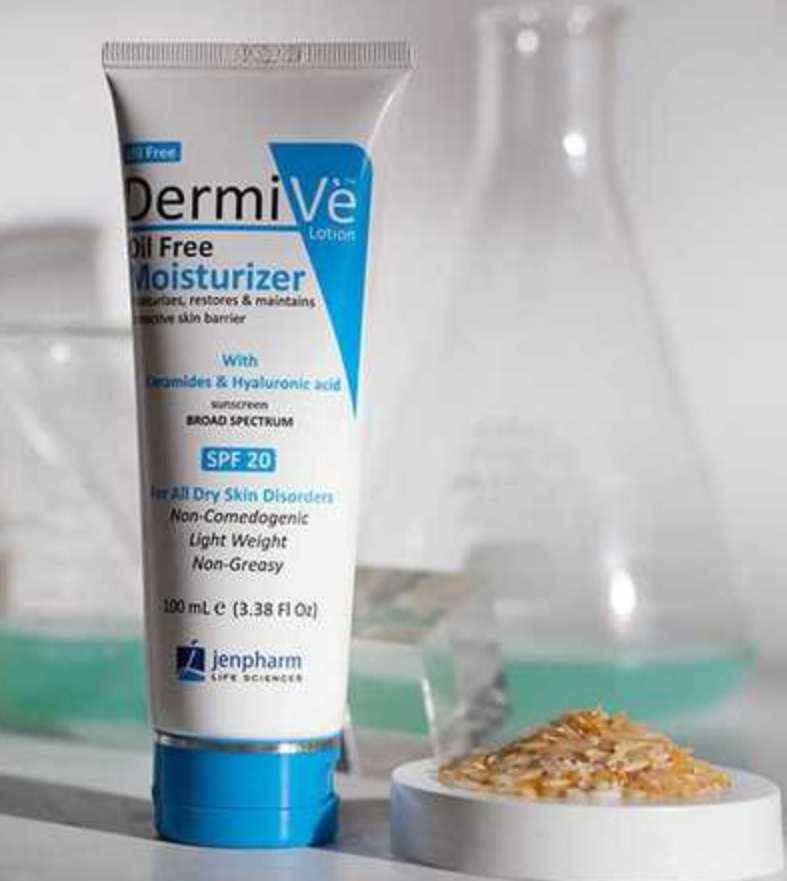 Oil Free
DermiVè™
Lotion
Oil Free
Moisturizer
restores & maintains
skin barrier
With
Ceramides & Hyaluronic acid
sunscreen
BROAD SPECTRUM
SPF 20
For All Dry Skin Disorders
Non-Comedogenic
Light Weight
Non-Greasy
100 mL e (3.38 Fl Oz)
jenpharm
LIFE SCIENCES